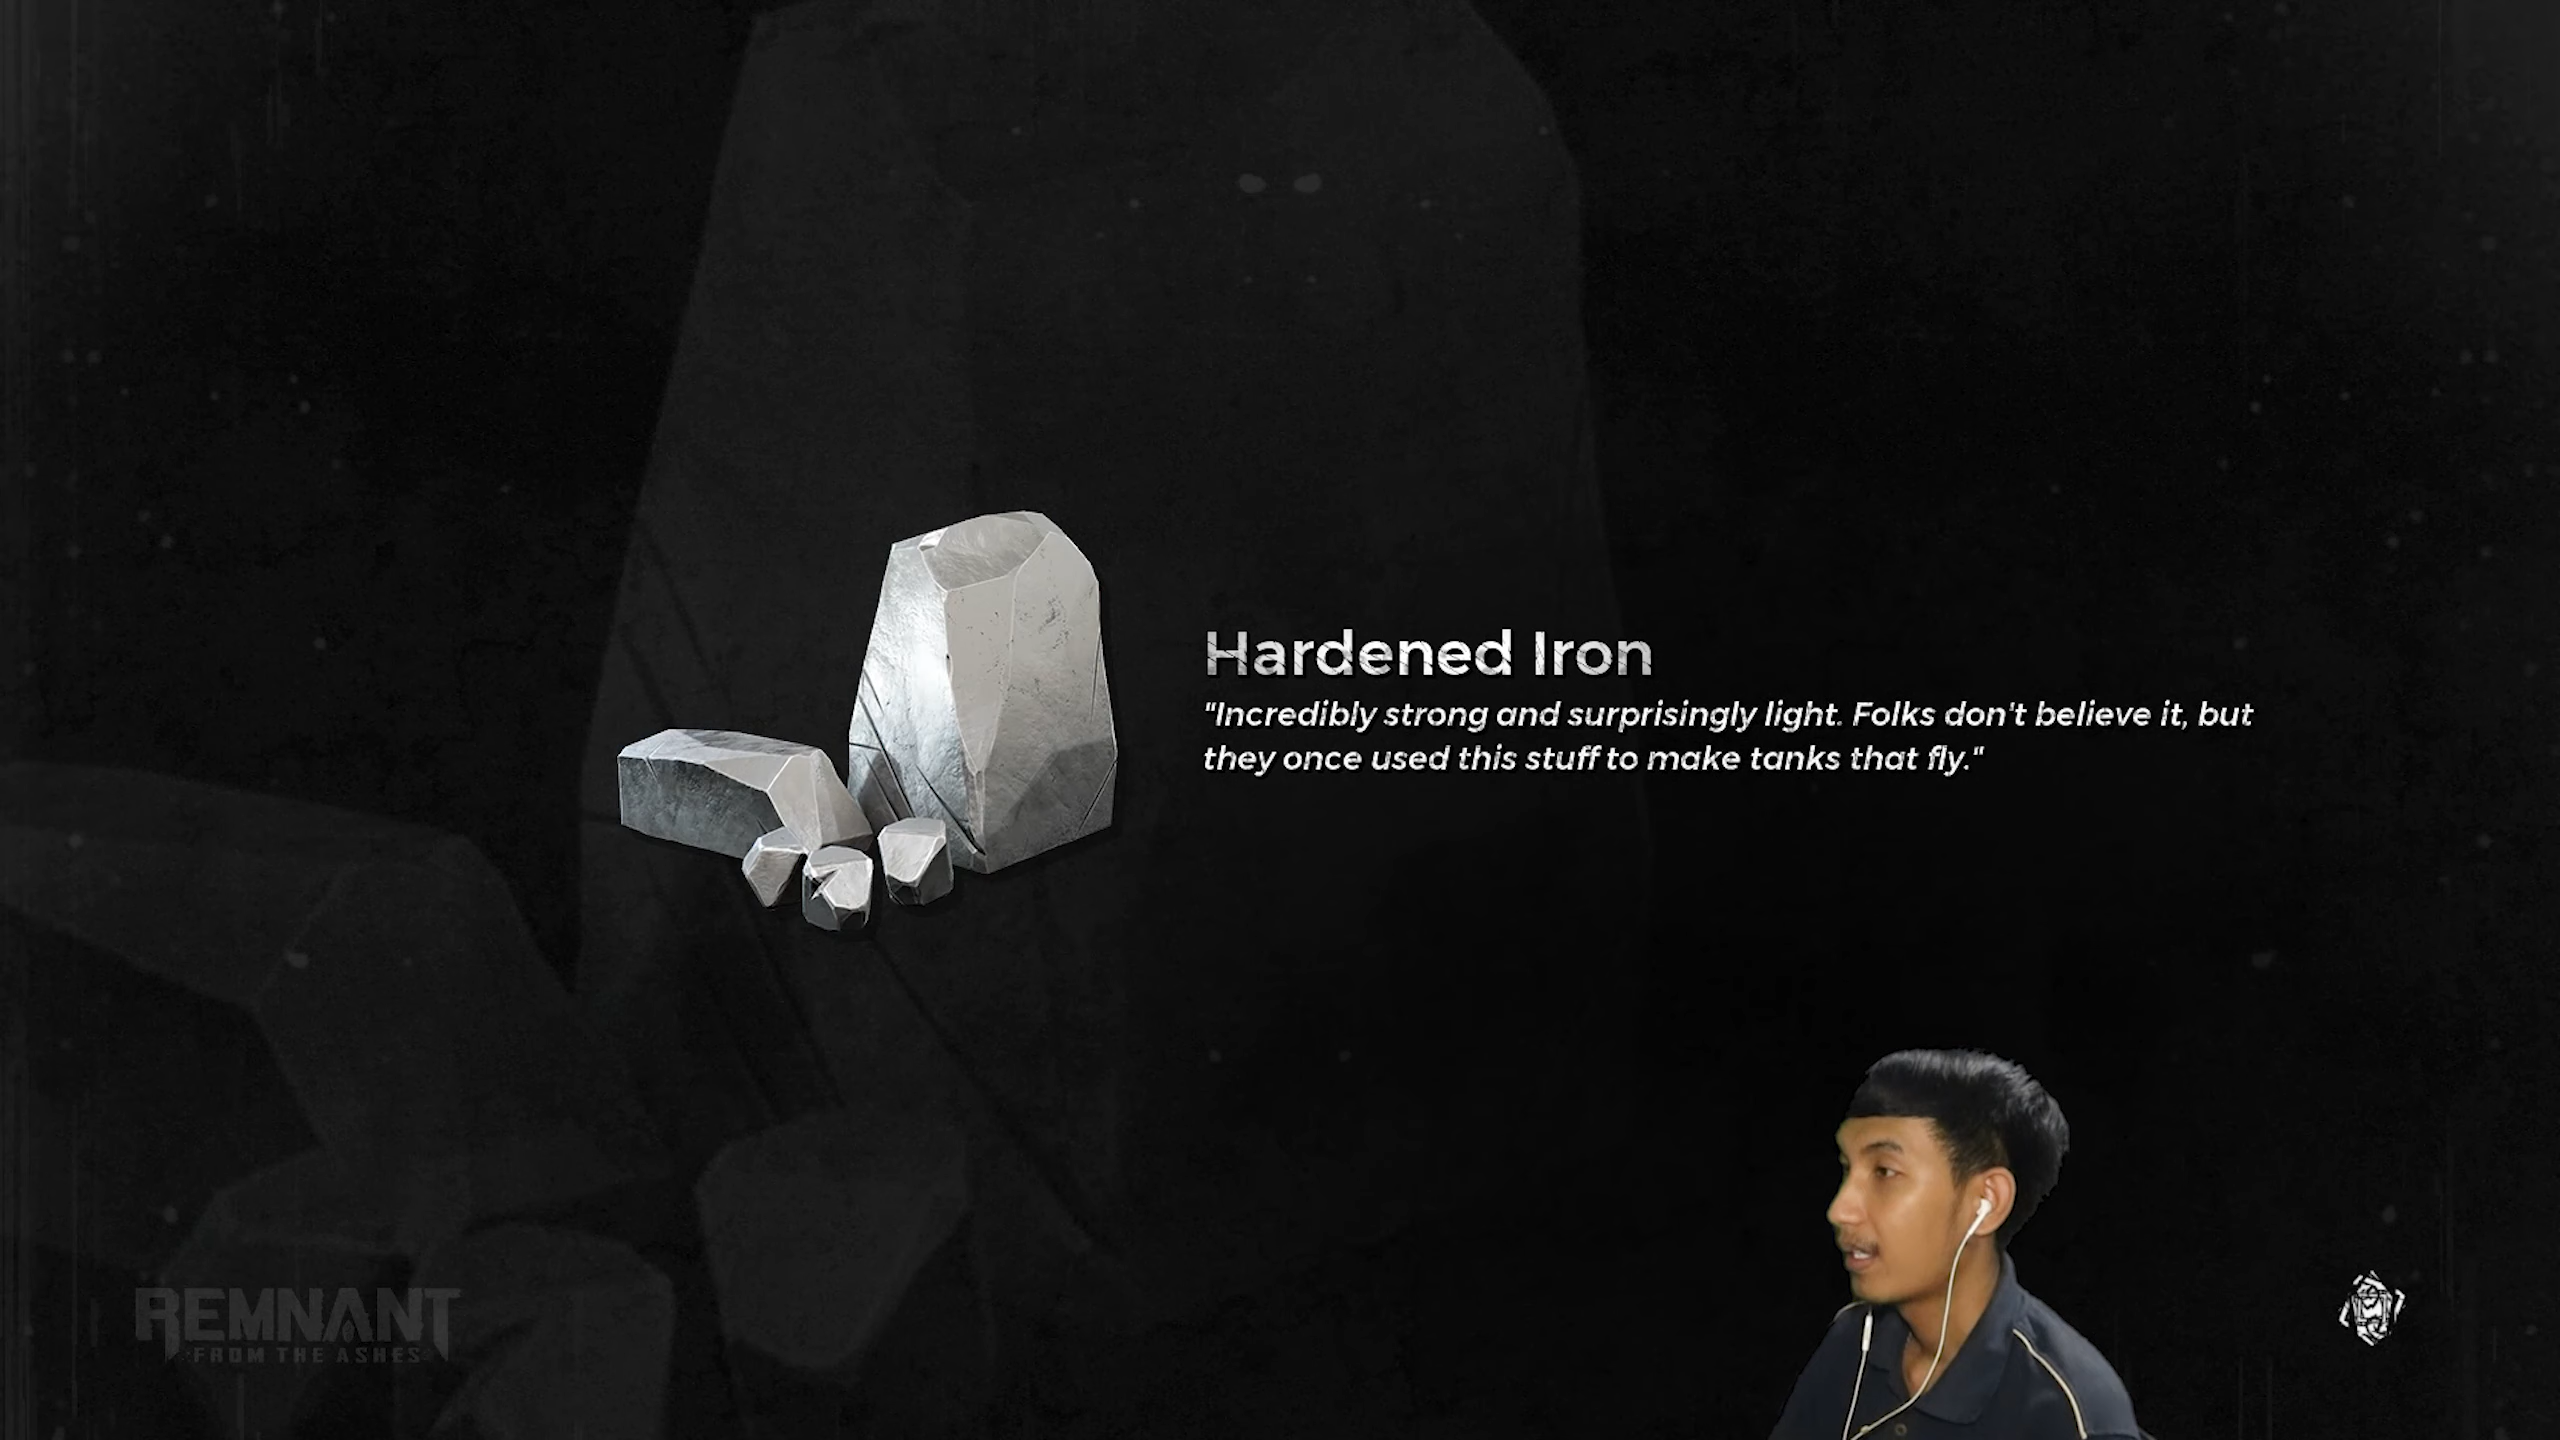 Hardened Iron
"Incredibly strong and surprisingly light. Folks don't believe it, but
they once used this stuff to make tanks that fly."
REMNANT
FROM THE ASHES